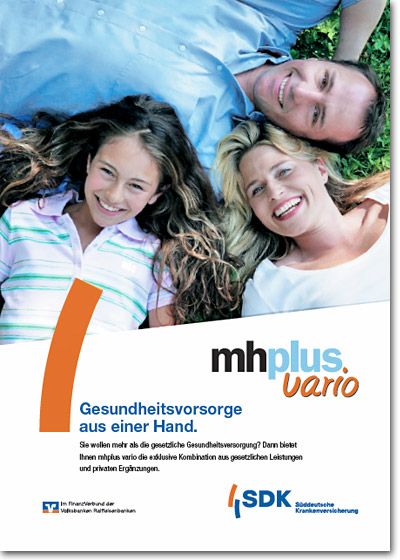 mhplus
vario
Gesundheitsvorsorge
aus einer Hand.
Sie wollen mehr als die gesetzliche Gesundheitsversorgung? Dann bietet
Ihnen mhplus vario die exklusive Kombination aus gesetzlichen Leistungen
und privaten Ergänzungen.
Im FinanzVerbund der
Volksbanken Raiffeisenbanken
SDK
Süddeutsche
Krankenversicherung